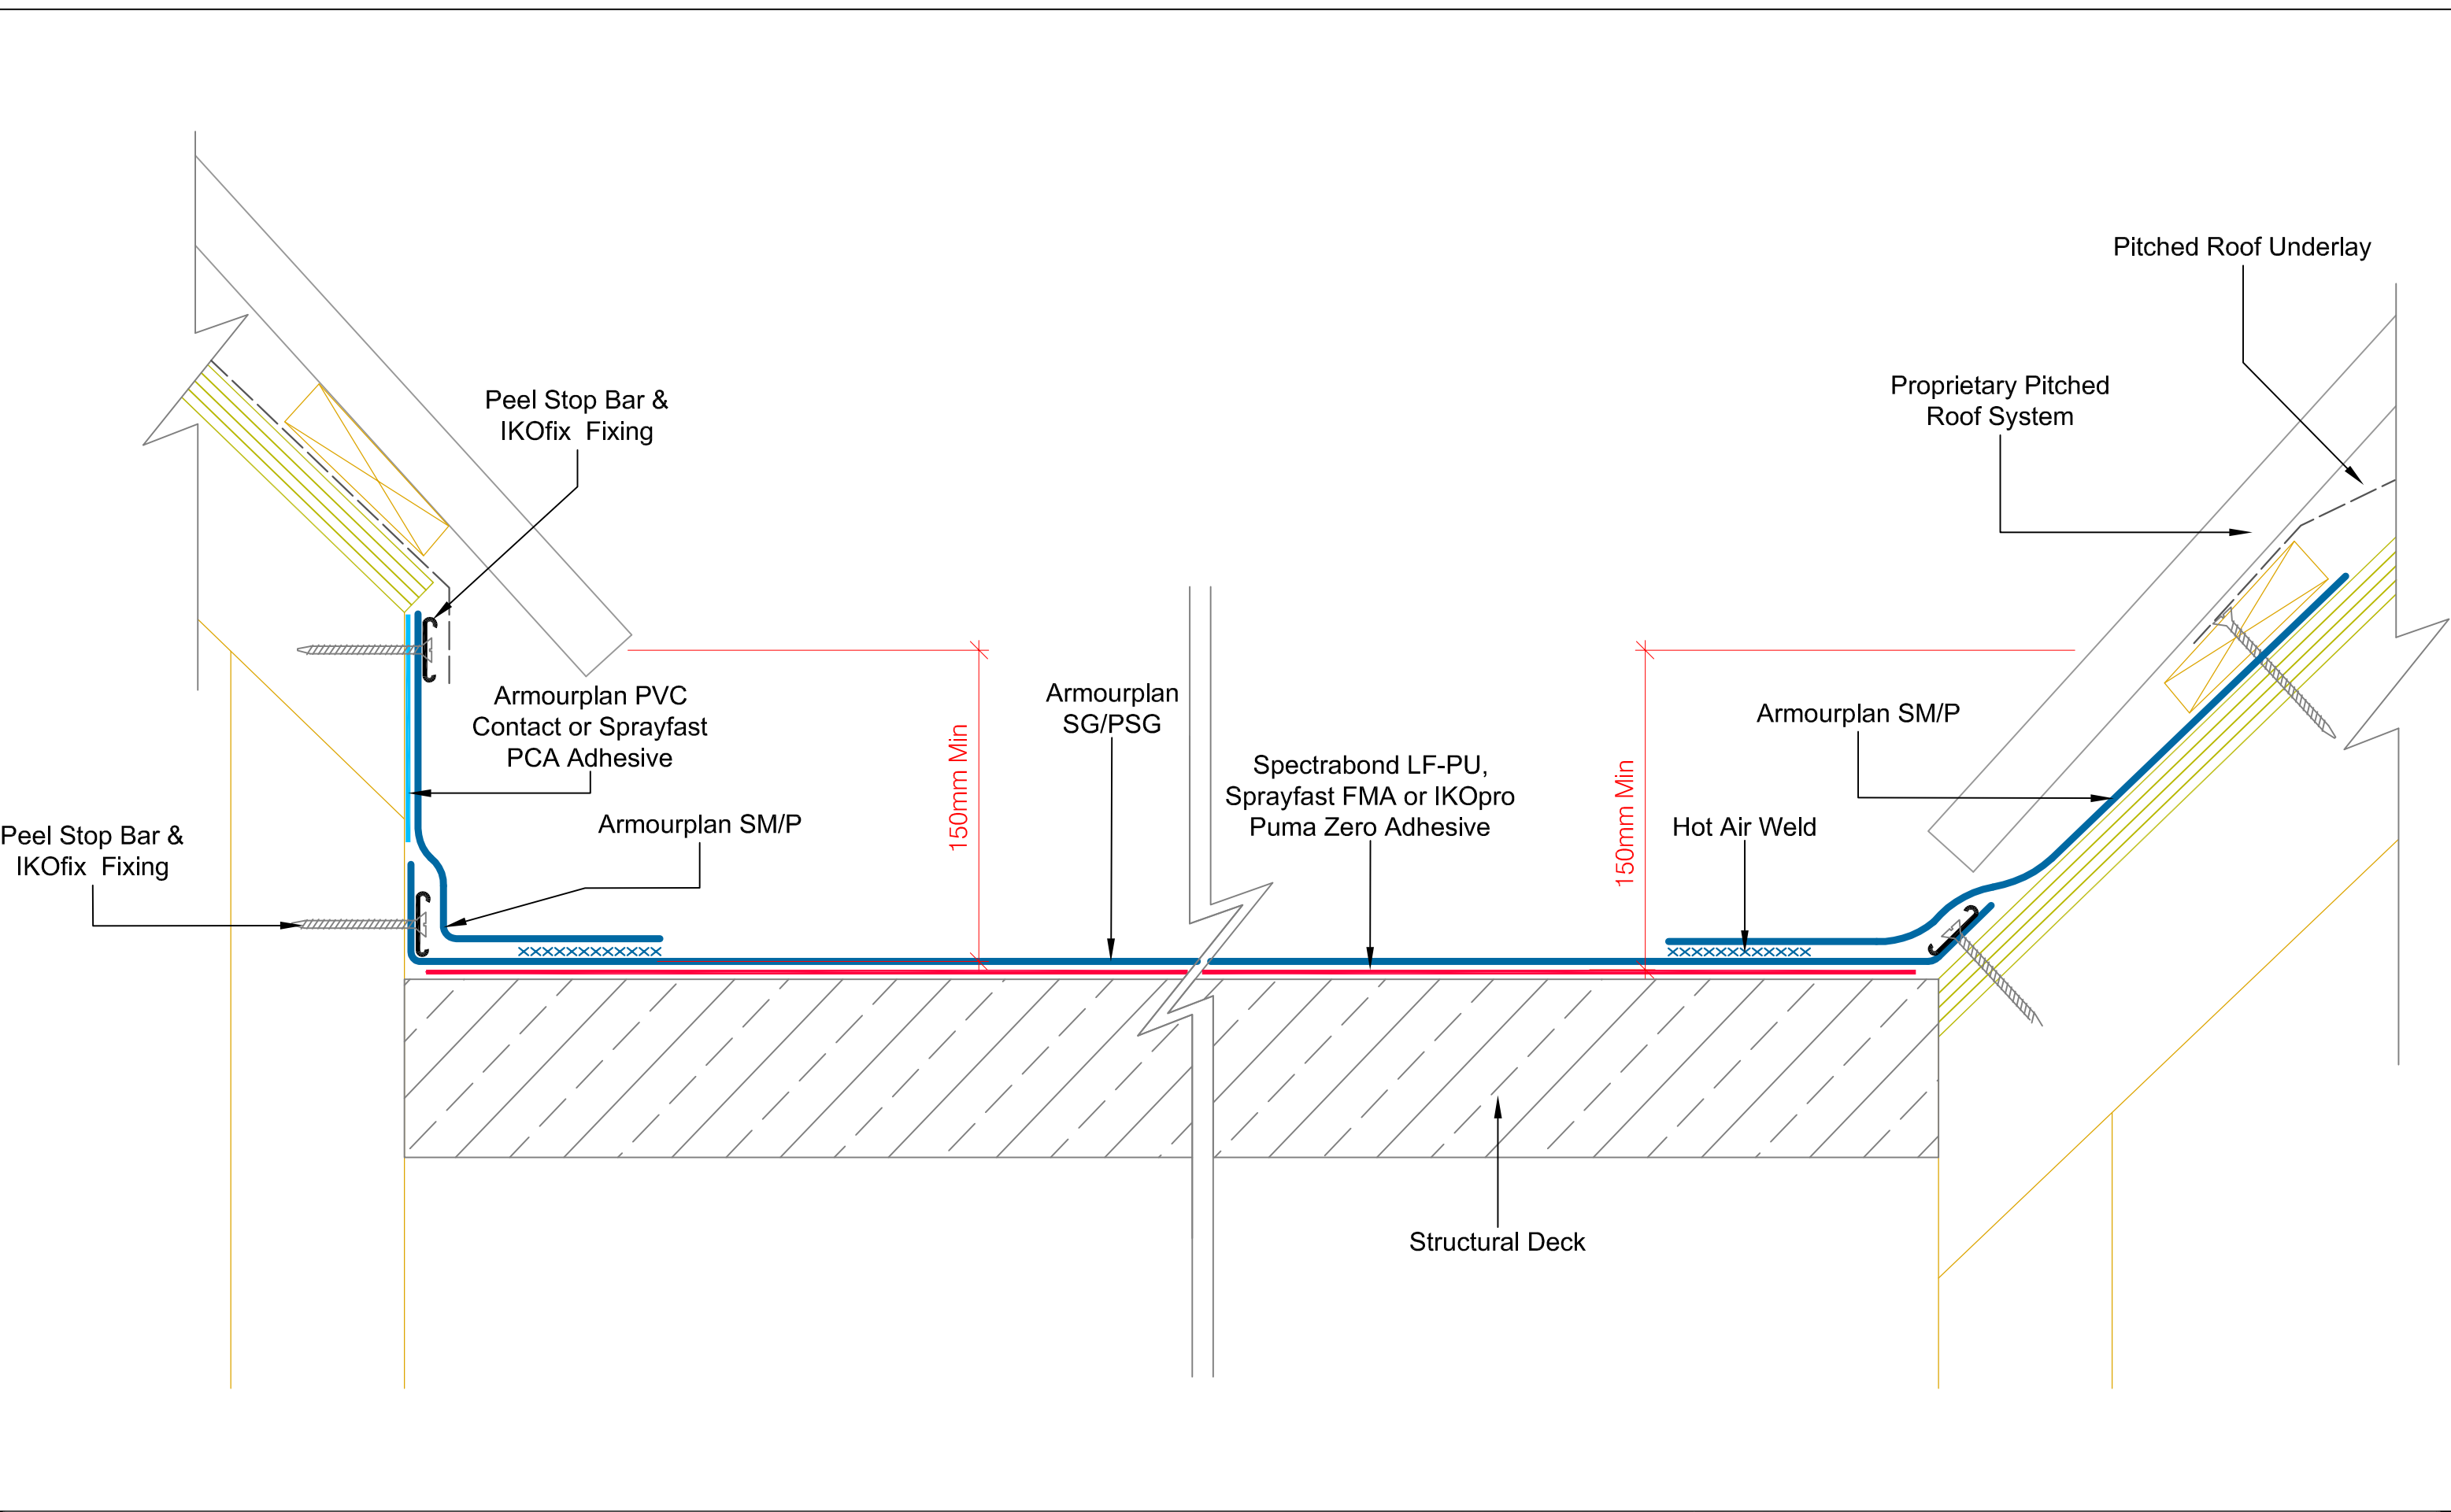 Pitched Roof Underlay
Proprietary Pitched
Roof System
Peel Stop Bar &
IKOfix  Fixing
Armourplan PVC
Contact or Sprayfast
PCA Adhesive
Armourplan
SG/PSG
150mm Min
Spectrabond LF-PU,
Sprayfast FMA or IKOpro
Puma Zero Adhesive
150mm Min
Armourplan SM/P
Hot Air Weld
Peel Stop Bar &
IKOfix  Fixing
Armourplan SM/P
Structural Deck